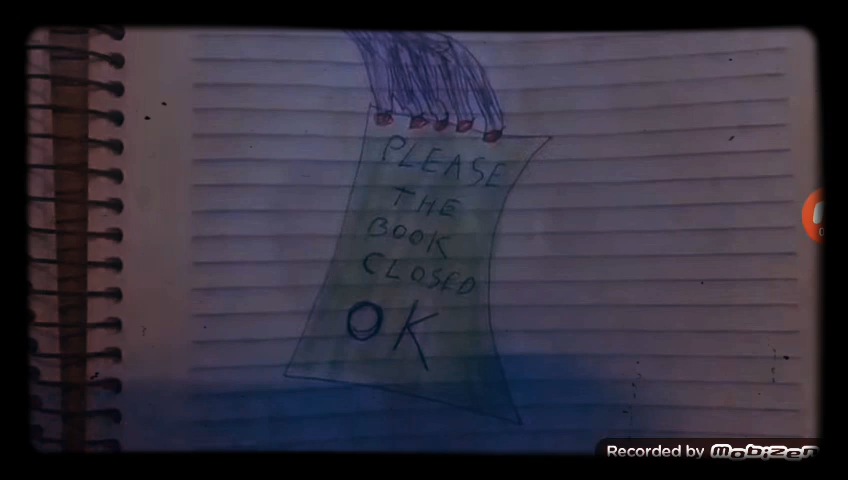 PLEASE
THE
BOOK
CLOSED
OK
Recorded by Mobizen